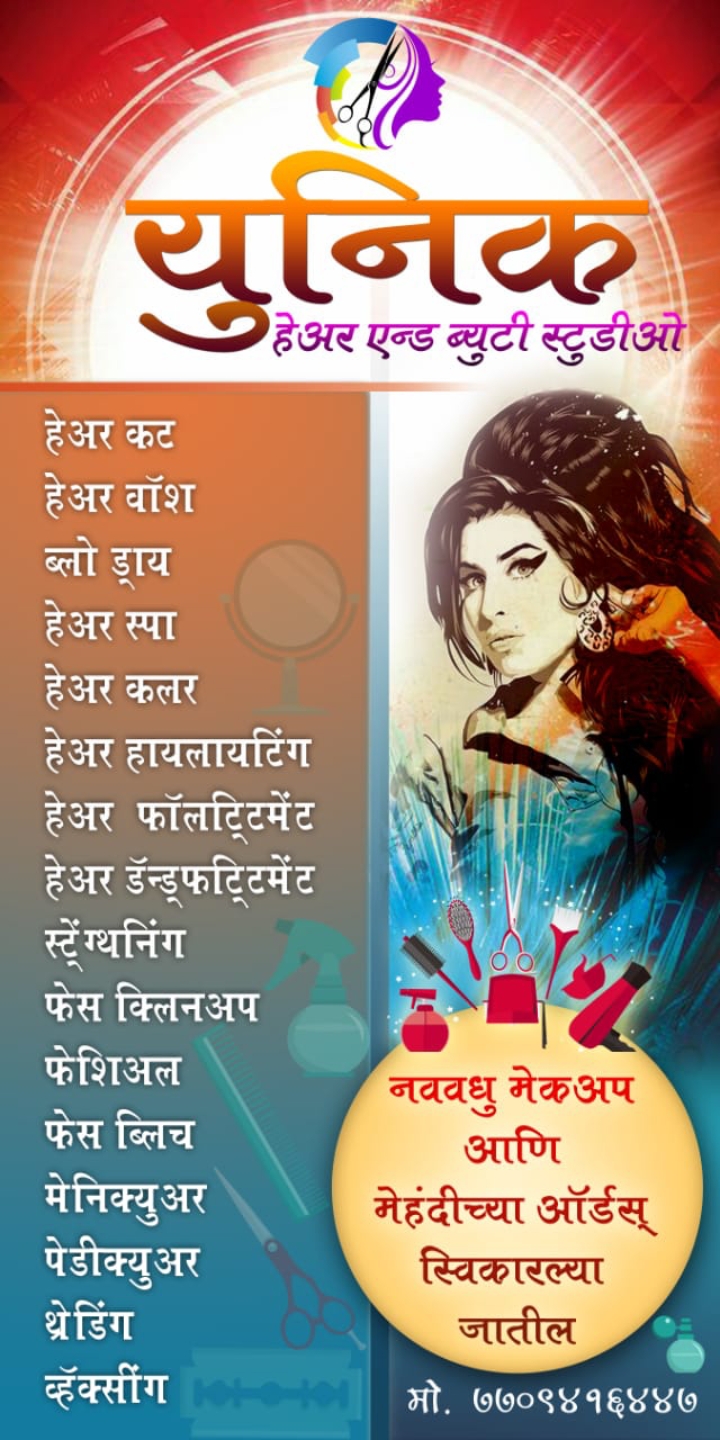 युनिक
हेअर एन्ड ब्युटी स्टुडीओ
हेअर कट
हेअर वॉश
ब्लो ड्राय
हेअर स्पा
हेअर कलर
हेअर हायलायटिंग
हेअर फॉलट्रिटमेंट
हेअर डॅन्ड्रफट्रिटमेंट
स्टेंग्थनिंग
फेस क्लिनअप
फेशिअल
फेस ब्लिच
मेनिक्युअर
पेडीक्युअर
थ्रेडिंग
व्हॅक्सींग
नववधु मेकअप
आणि
मेहंदीच्या ऑर्डस्
स्विकारल्या
जातील
मो. ७७०९४१६४४७